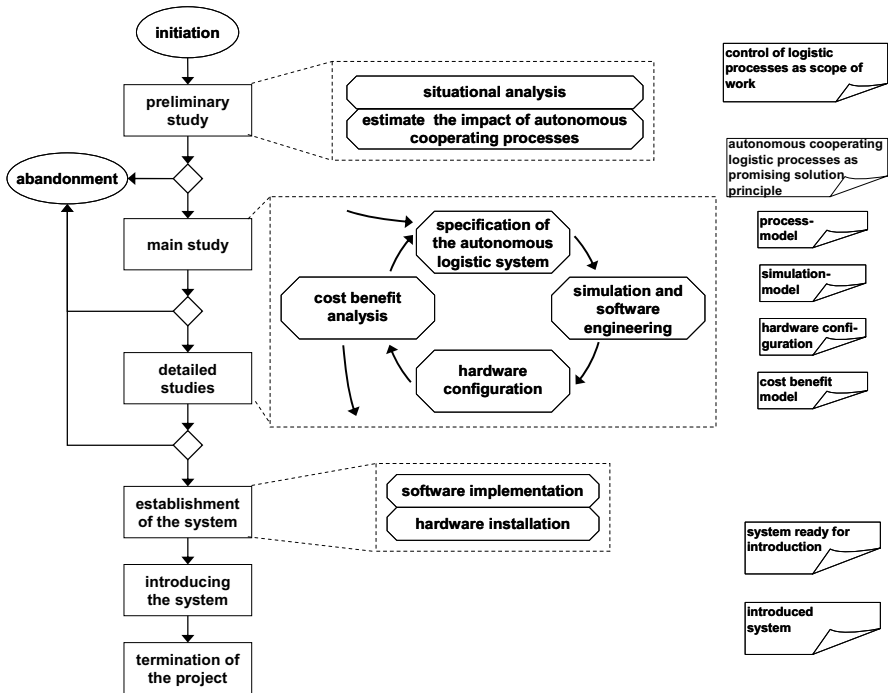 initiation
preliminary
study
situational analysis
estimate the impact of autonomous
cooperating processes
control of logistic
processes as scope of
work
abandonment
autonomous cooperating
logistic processes as
promising solution
principle
main study
specification of
the autonomous
logistic system
cost benefit
analysis
simulation and
software
engineering
hardware
configuration
process-
model
simulation-
model
hardware confi-
guration
cost benefit
model
detailed
studies
establishment
of the system
software implementation
hardware installation
system ready for
introduction
introducing
the system
introduced
system
termination of
the project